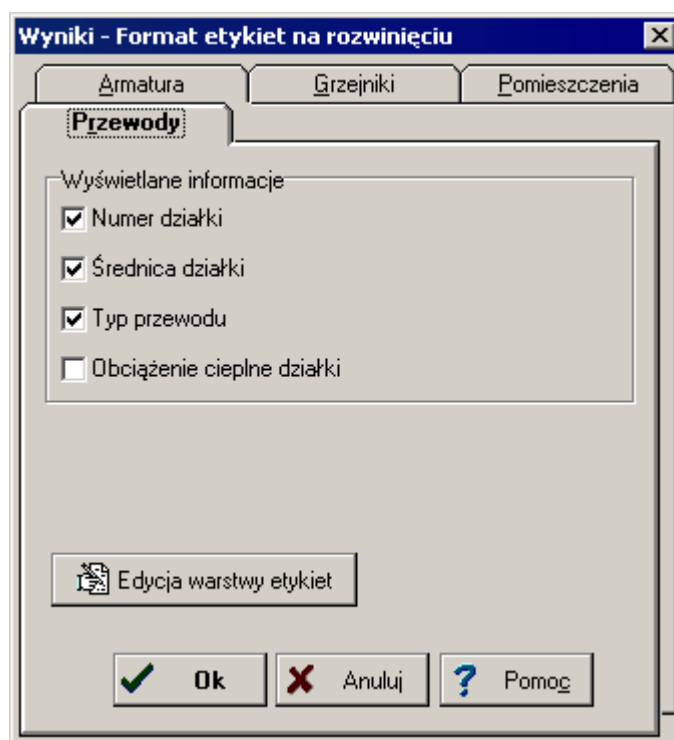 Wyniki - Format etykiet na rozwinięciu
Armatura Grzejniki Pomieszczenia
Przewody
Wyświetlane informacje
Numer działki
Średnica działki
Typ przewodu
Obciążenie cieplne działki
Edycja warstwy etykiet
Ok Anuluj Pomoc